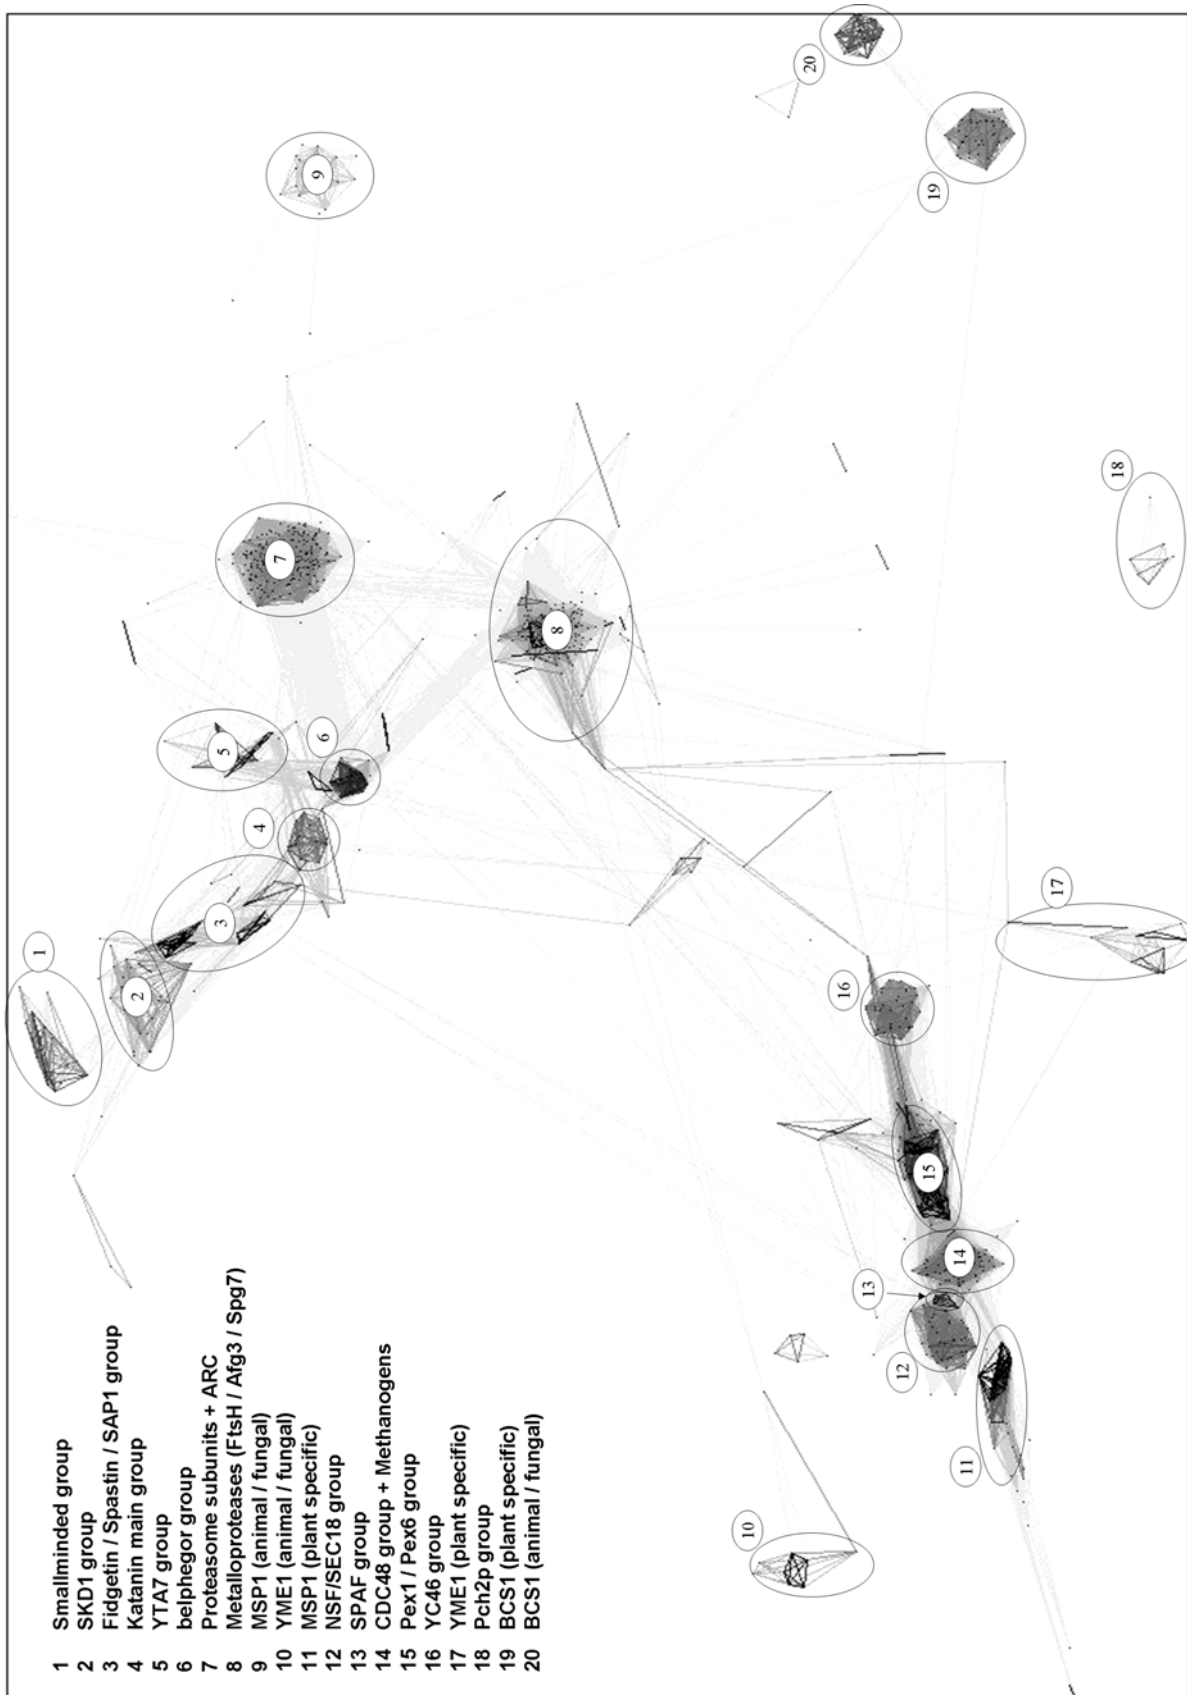 1 Smallminded group
2 SKD1 group
3 Fidgetin / Spastin / SAP1 group
4 Katanin main group
5 YTA7 group
6 belphegor group
7 Proteasome subunits + ARC
8 Metalloproteases (FtsH / Afg3 / Spg7)
9 MSP1 (animal / fungal)
10 YME1 (animal / fungal)
11 MSP1 (plant specific)
12 NSF/SEC18 group
13 SPAF group
14 CDC48 group + Methanogens
15 Pex1 / Pex6 group
16 YC46 group
17 YME1 (plant specific)
18 Pch2p group
19 BCS1 (plant specific)
20 BCS1 (animal / fungal)
1
2
3
4
5
6
7
8
9
10
11
12
13
14
15
16
17
18
19
20